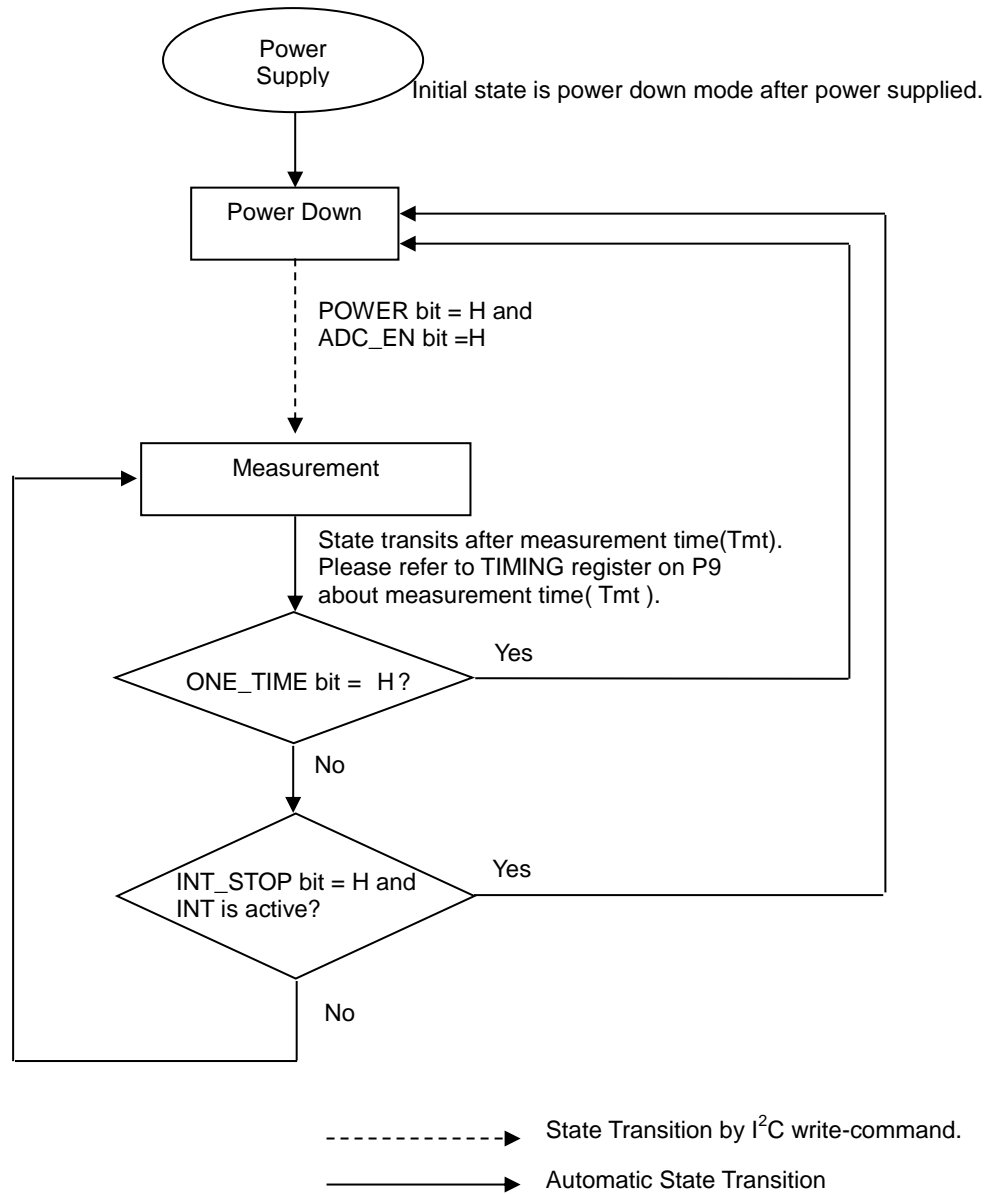 Power
Supply
Initial state is power down mode after power supplied.
Power Down
POWER bit = H and
ADC_EN bit =H
Measurement
State transits after measurement time(Tmt).
Please refer to TIMING register on P9
about measurement time( Tmt ).
ONE_TIME bit =  H?
Yes
No
INT_STOP bit = H and
INT is active?
Yes
No
State Transition by I²C write-command.
Automatic State Transition